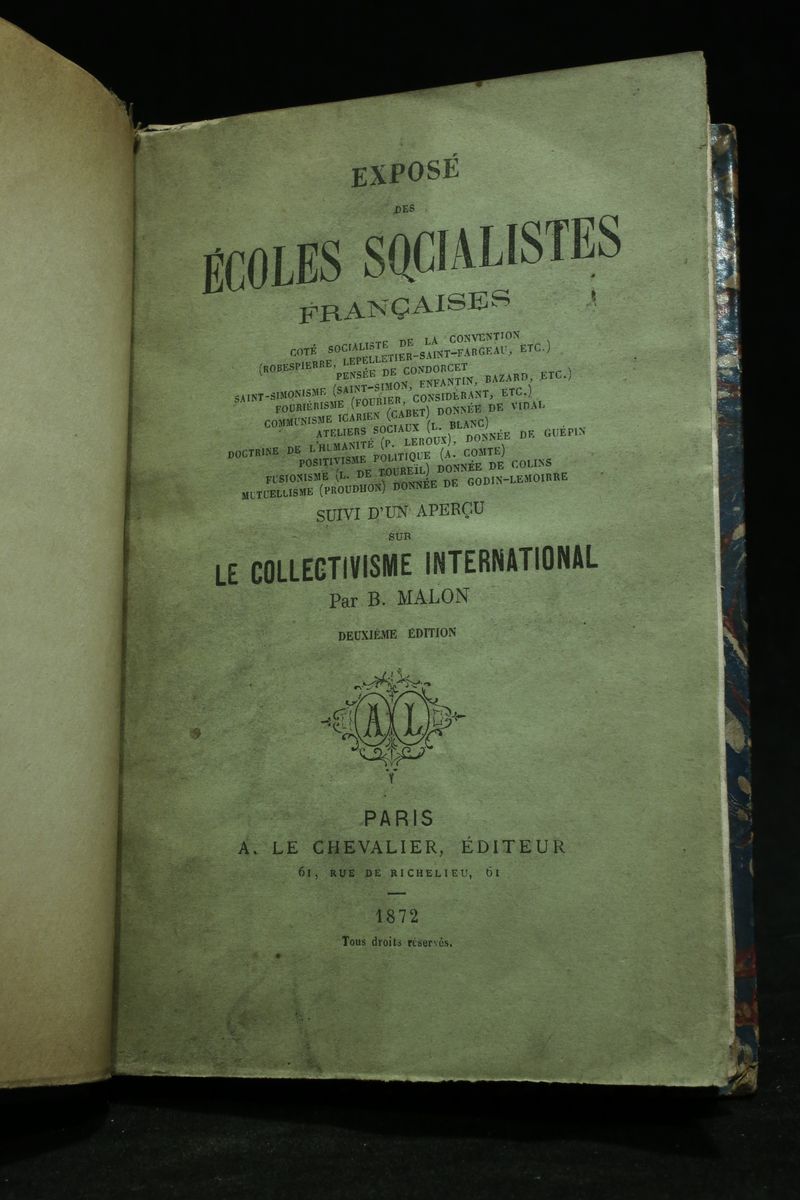 EXPOSÉ
DES
ÉCOLES SOCIALISTES
FRANÇAISES
COTÉ SOCIALISTE DE LA CONVENTION
(ROBESPIERRE, LEPELLETIER-SAINT-FARGEAU, ETC.)
PENSÉE DE CONDORCET
SAINT-SIMONISME (SAINT-SIMON, ENFANTIN, BAZARD, ETC.)
FOURIÉRISME (FOURIER, CONSIDÉRANT, ETC.)
COMMUNISME ICARIEN (CABET) DONNÉE DE VIDAL
ATELIERS SOCIAUX (L. BLANC)
DOCTRINE DE L'HUMANITÉ (P. LEROUX), DONNÉE DE GUÉPIN
POSITIVISME POLITIQUE (A. COMTE)
FUSIONISME (L. DE TOUREIL) DONNÉE DE COLINS
MUTUELLISME (PROUDHON) DONNÉE DE GODIN-LEMOIRRE
SUIVI D'UN APERÇU
SUR
LE COLLECTIVISME INTERNATIONAL
Par B. MALON
DEUXIÉME ÉDITION
AL
PARIS
A. LE CHEVALIER, ÉDITEUR
61, RUE DE RICHELIEU, 61
1872
Tous droits réservés.